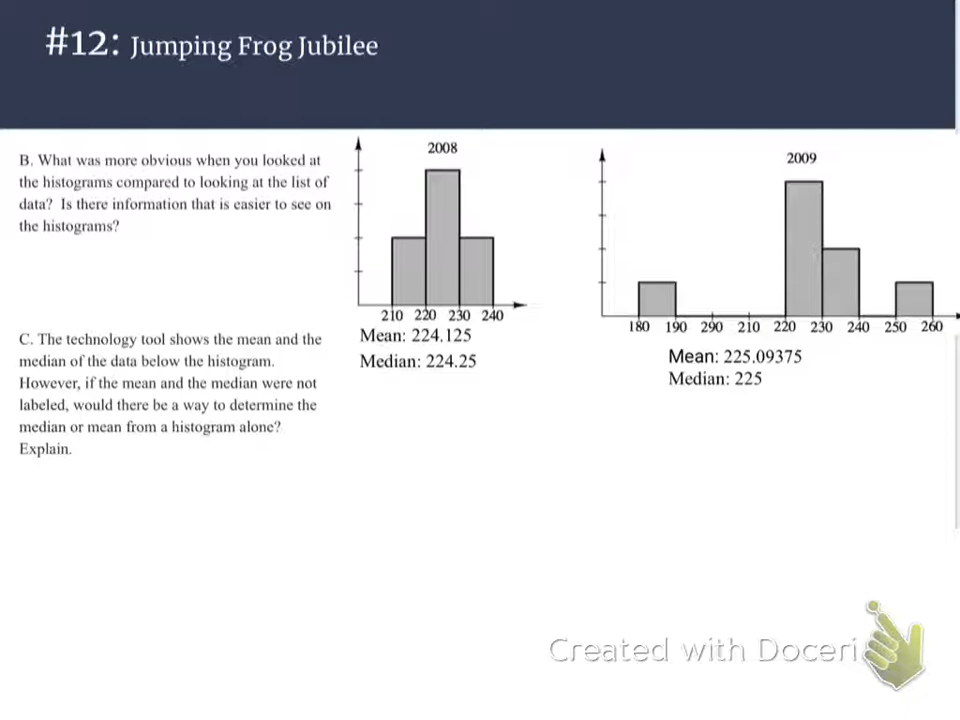 #12: Jumping Frog Jubilee
B. What was more obvious when you looked at
the histograms compared to looking at the list of
data? Is there information that is easier to see on
the histograms?
C. The technology tool shows the mean and the
median of the data below the histogram.
However, if the mean and the median were not
labeled, would there be a way to determine the
median or mean from a histogram alone?
Explain.
2008
210 220 230 240
Mean: 224.125
Median: 224.25
2009
180 190 290 210 220 230 240 250 260
Mean: 225.09375
Median: 225
Created with Doceri